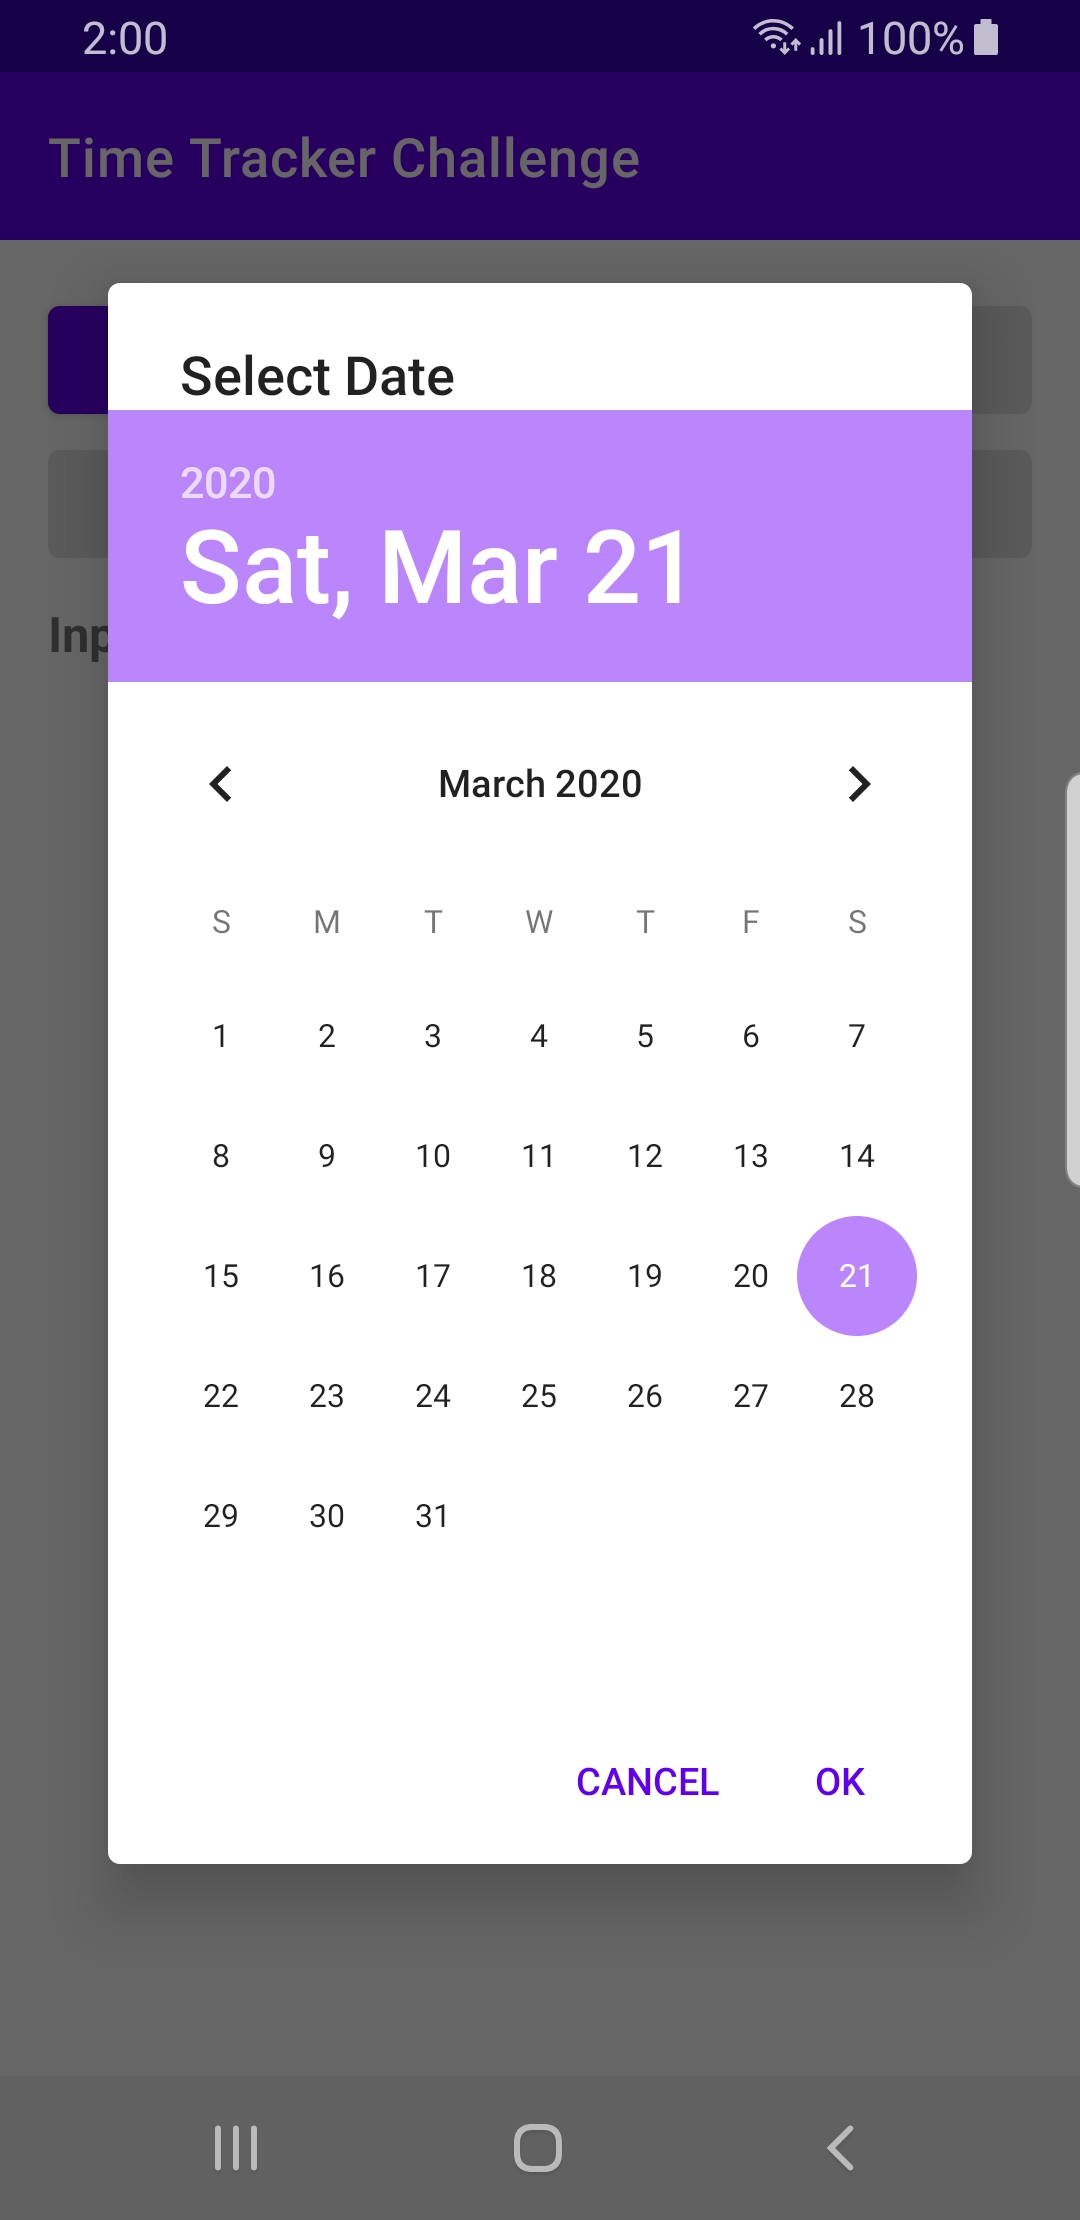 2:00 100%
Time Tracker Challenge
Select Date
2020
Sat, Mar 21
March 2020
S M T W T F S
1 2 3 4 5 6 7
8 9 10 11 12 13 14
15 16 17 18 19 20 21
22 23 24 25 26 27 28
29 30 31
CANCEL OK